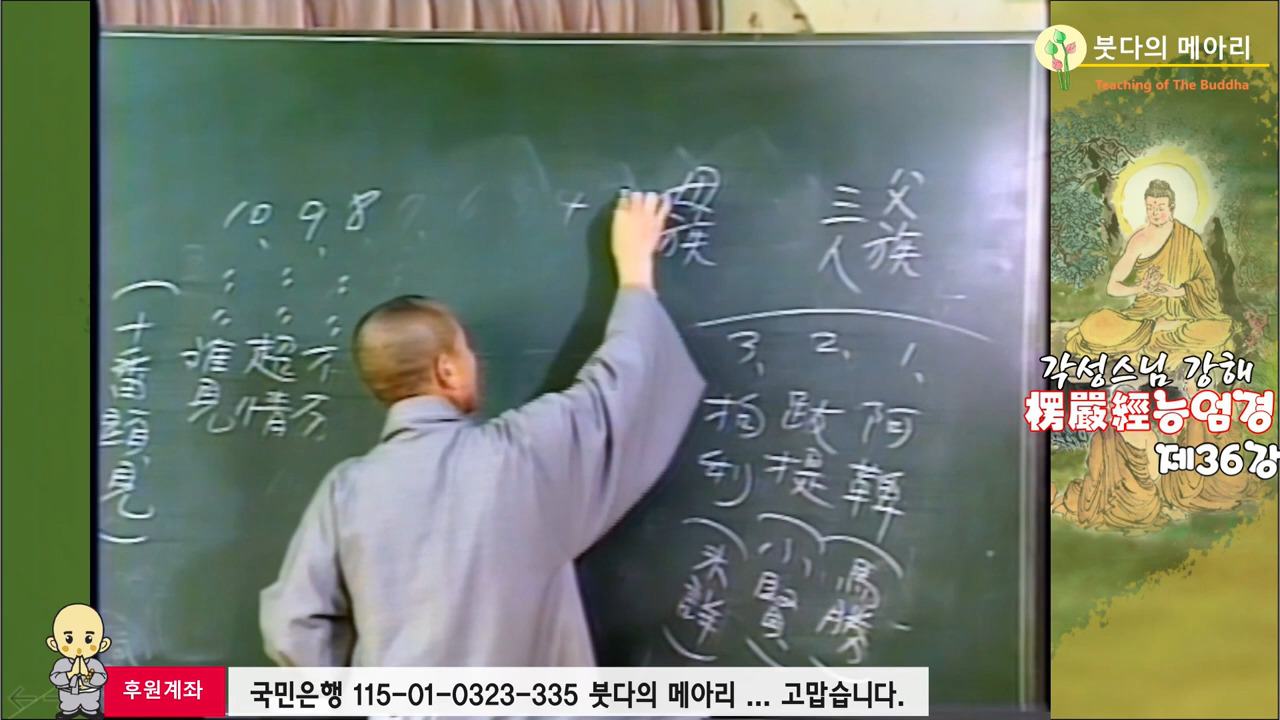 붓다의 메아리
Teaching of The Buddha
각성스님 강해
楞嚴經능엄경
제36강
父族
三人
母族
1、阿鞞(馬勝)
2、跋提(小賢)
3、拘利
8
不分
9
超情
10
唯見
(十番顯見)
후원계좌
국민은행 115-01-0323-335 붓다의 메아리 ... 고맙습니다.